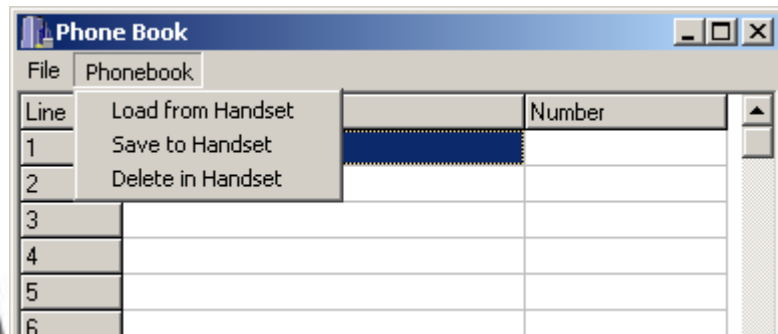 Phone Book
File Phonebook
Line Number
Load from Handset
1
Save to Handset
2
Delete in Handset
3
4
5
6